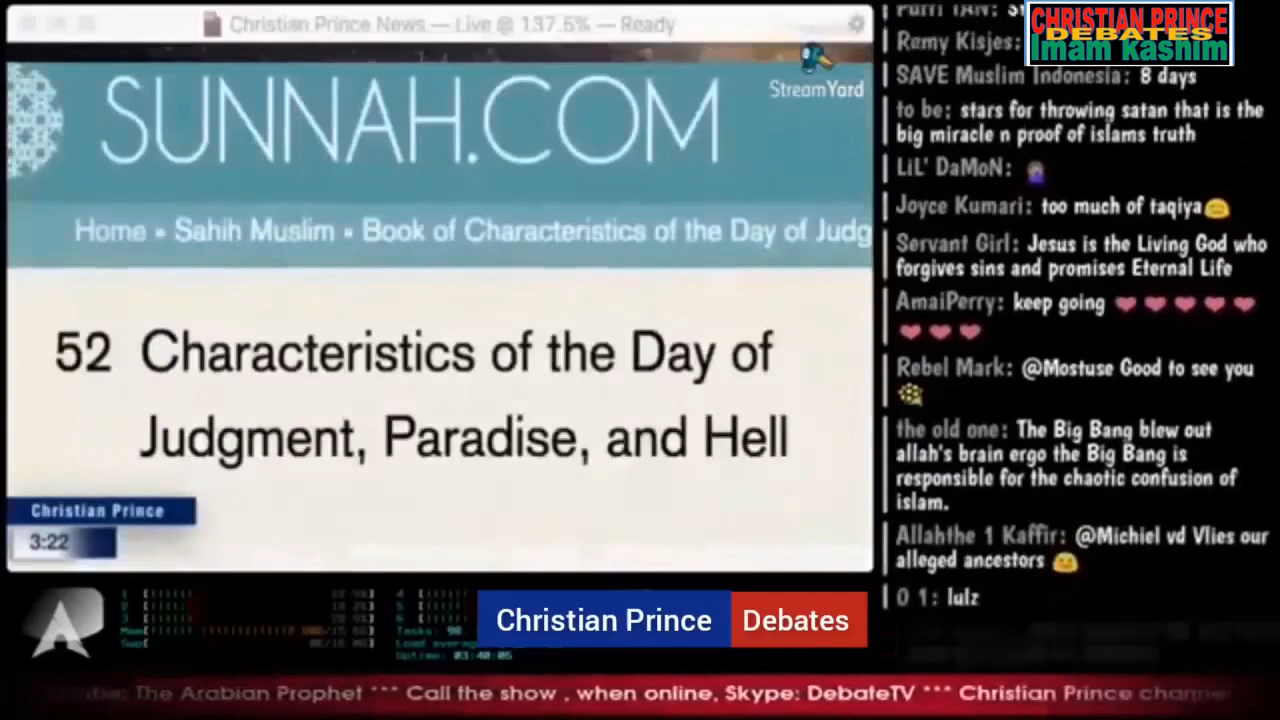 Christian Prince News — Live @ 137.5% — Ready
StreamYard
SUNNAH.COM
Home • Sahih Muslim • Book of Characteristics of the Day of Judg
52 Characteristics of the Day of
Judgment, Paradise, and Hell
Christian Prince
3:22
CHRISTIAN PRINCE
DEBATES
Imam kashim
Remy Kisjes:
SAVE Muslim Indonesia: 8 days
to be: stars for throwing satan that is the
big miracle n proof of islams truth
LiL' DaMoN:
Joyce Kumari: too much of taqiya
Servant Girl: Jesus is the Living God who
forgives sins and promises Eternal Life
AmaiPerry: keep going
Rebel Mark: @Mostuse Good to see you
the old one: The Big Bang blew out
allah's brain ergo the Big Bang is
responsible for the chaotic confusion of
islam.
Allahthe 1 Kaffir: @Michiel vd Vlies our
alleged ancestors
0 1: lulz
Christian Prince Debates
Tasks: 98
Uptime: 03:40:05
The Arabian Prophet *** Call the show , when online, Skype: DebateTV *** Christian Prince channe